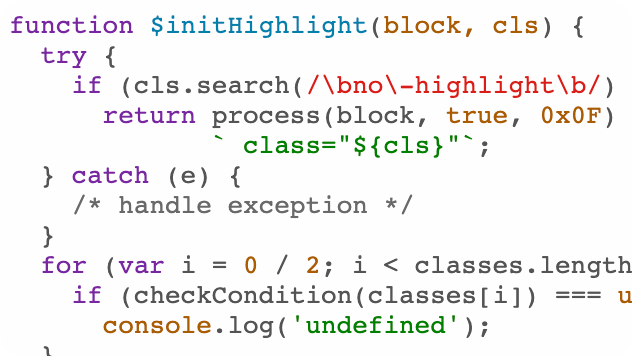 function $initHighlight(block, cls) {
  try {
    if (cls.search(/\bno\-highlight\b/)
      return process(block, true, 0x0F)
             ` class="${cls}"`;
  } catch (e) {
    /* handle exception */
  }
  for (var i = 0 / 2; i < classes.length
    if (checkCondition(classes[i]) === u
      console.log('undefined');
  }